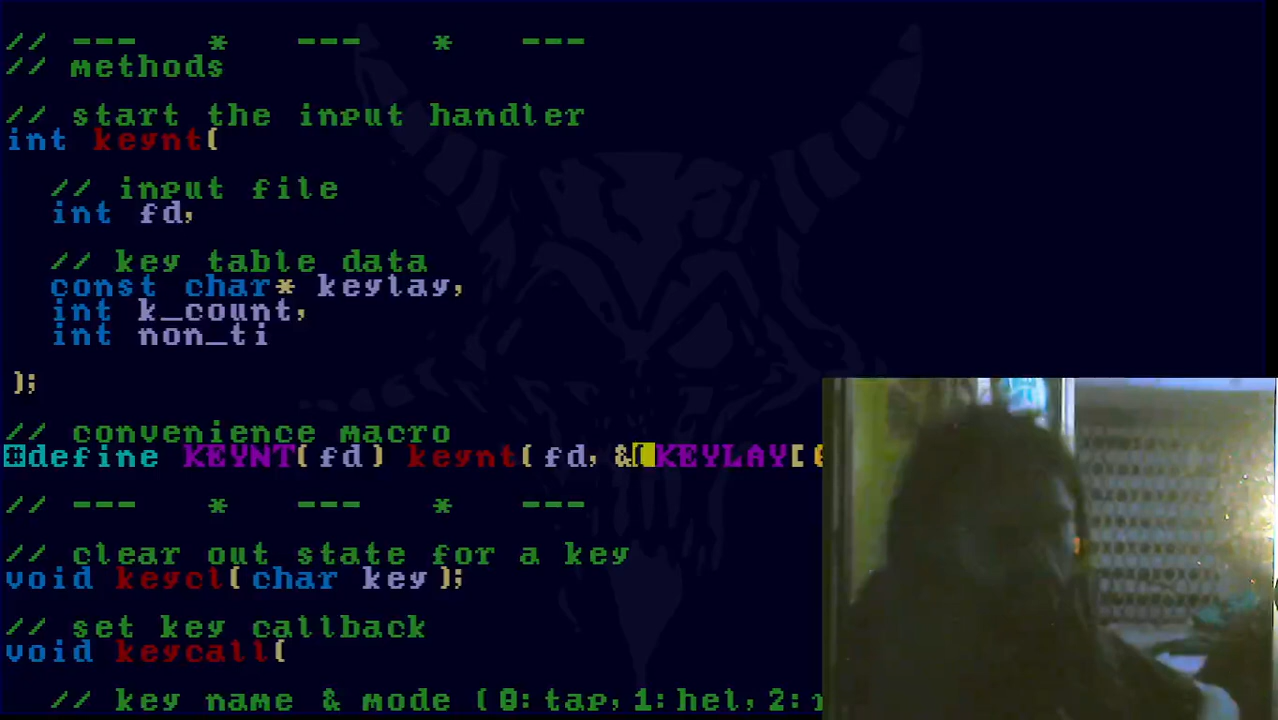 // --- * --- * ---
// methods
// start the input handler
int keynt(
// input file
int fd,
// key table data
const char* keylay,
int k_count,
int non_ti
);
// convenience macro
#define KEYNT(fd) keynt(fd, &( KEYLAY[0
// --- * --- * ---
// clear out state for a key
void keycl(char key);
// set key callback
void keycall(
// key name & mode (0: tap, 1: hel, 2: